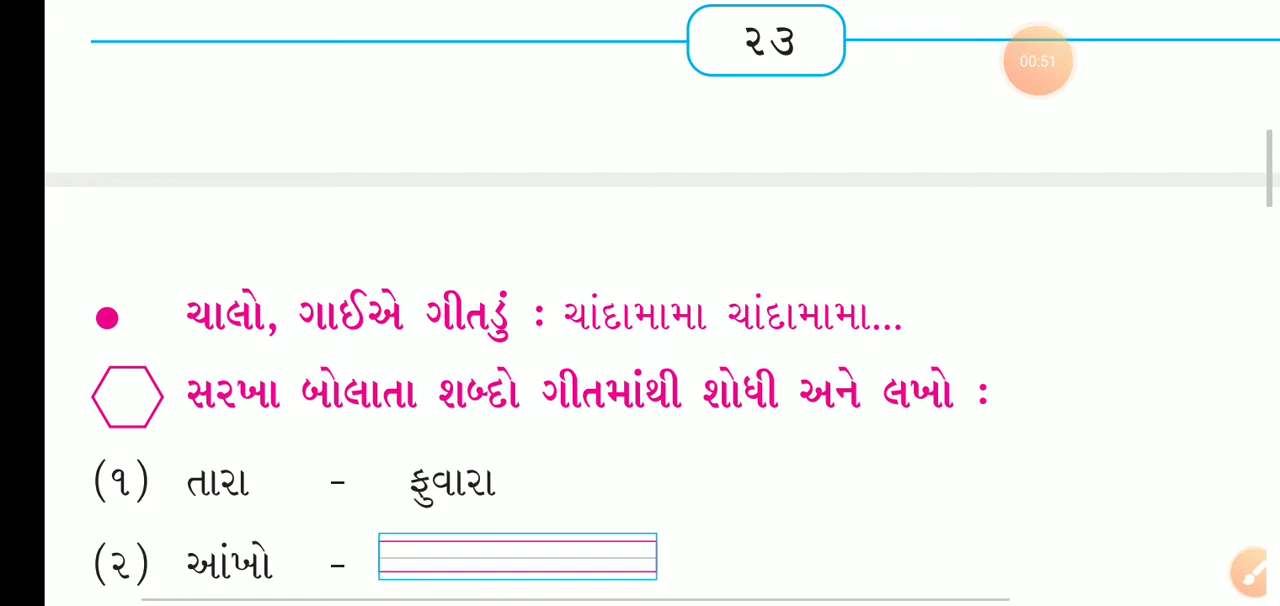 ૨૩
00:51
ચાલો, ગાઈએ ગીતડું : ચાંદામામા ચાંદામામા...
સરખા બોલાતા શબ્દો ગીતમાંથી શોધી અને લખો :
(૧) તારા - ફુવારા
(૨) આંખો -